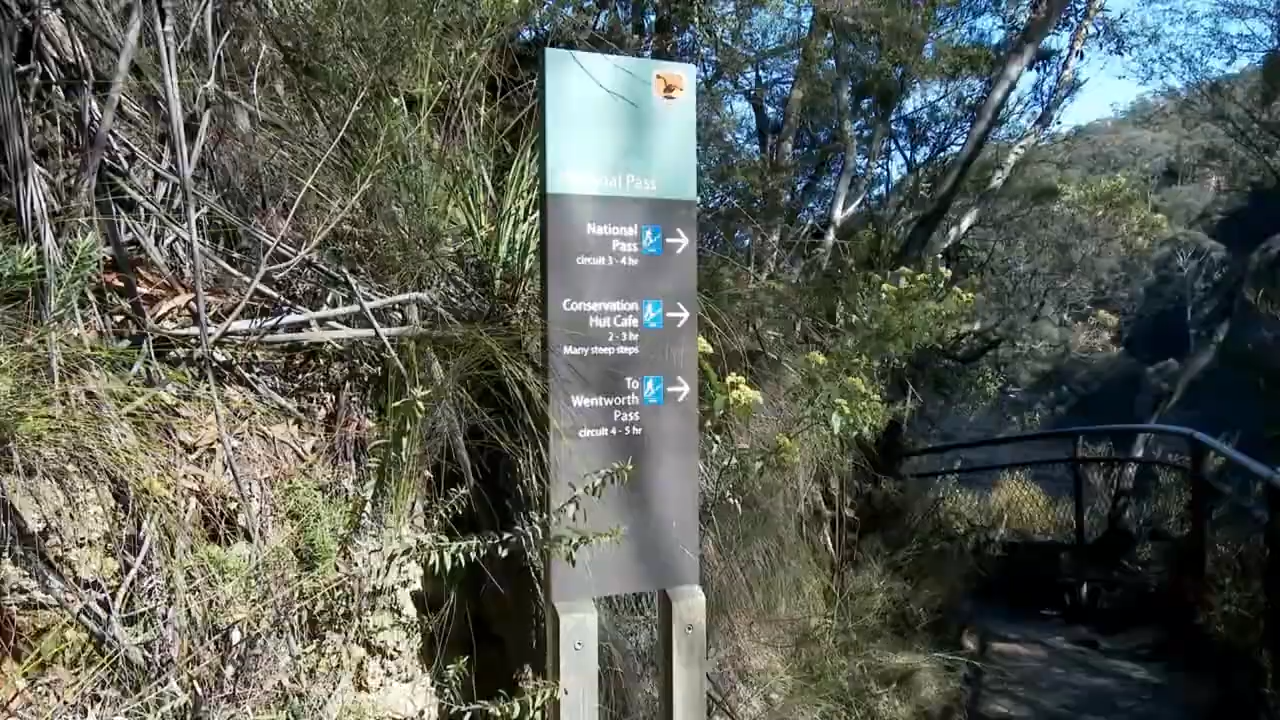 National Pass
National
Pass
circuit 3 - 4 hr
Conservation
Hut Cafe
2 - 3 hr
Many steep steps
To
Wentworth
Pass
circuit 4 - 5 hr